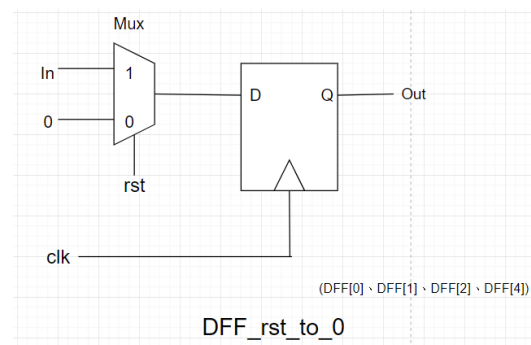 Mux
In
1
D
Q
Out
0
0
rst
clk
(DFF[0]、DFF[1]、DFF[2]、DFF[4])
DFF_rst_to_0